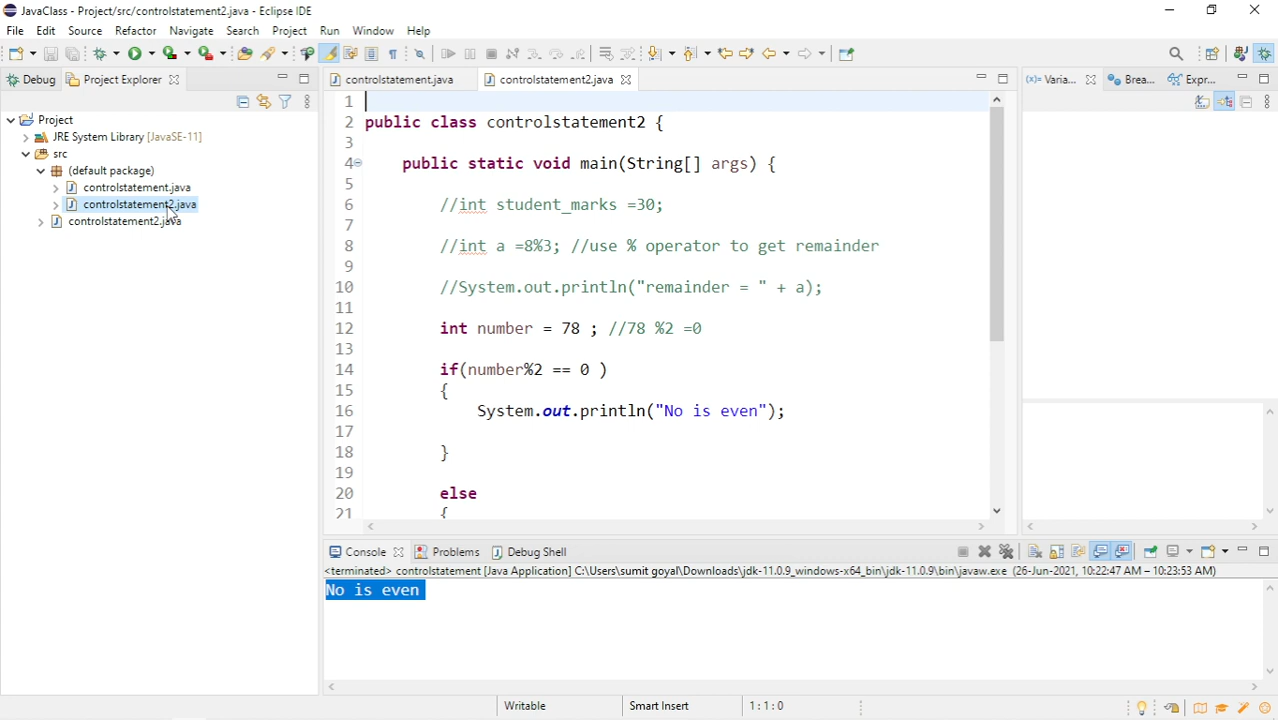 JavaClass - Project/src/controlstatement2.java - Eclipse IDE
File Edit Source Refactor Navigate Search Project Run Window Help
Debug Project Explorer controlstatement.java controlstatement2.java (x)= Varia... Brea... Expr...
Project
JRE System Library [JavaSE-11]
src
(default package)
controlstatement.java
controlstatement2.java
controlstatement2.java
1
2 public class controlstatement2 {
3
4 public static void main(String[] args) {
5
6 //int student_marks =30;
7
8 //int a =8%3; //use % operator to get remainder
9
10 //System.out.println("remainder = " + a);
11
12 int number = 78 ; //78 %2 =0
13
14 if(number%2 == 0 )
15 {
16 System.out.println("No is even");
17
18 }
19
20 else
21 {
Console Problems Debug Shell
<terminated> controlstatement [Java Application] C:\Users\sumit goyal\Downloads\jdk-11.0.9_windows-x64_bin\jdk-11.0.9\bin\javaw.exe (26-Jun-2021, 10:22:47 AM – 10:23:53 AM)
No is even
Writable Smart Insert 1 : 1 : 0